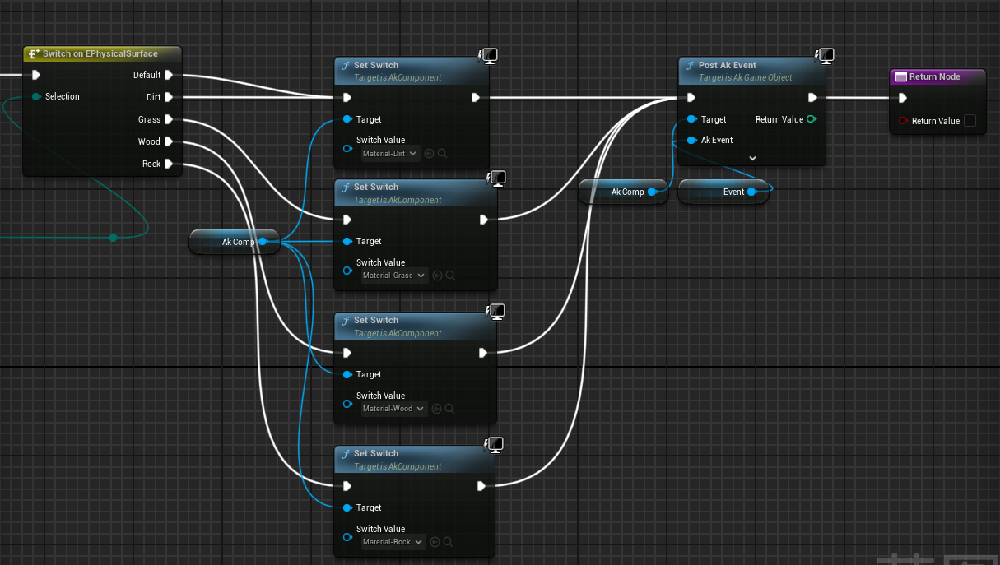 Switch on EPhysicalSurface
Default
Selection
Dirt
Grass
Wood
Rock
Ak Comp
Set Switch
Target is AkComponent
Target
Switch Value
Material-Dirt
Set Switch
Target is AkComponent
Target
Switch Value
Material-Grass
Set Switch
Target is AkComponent
Target
Switch Value
Material-Wood
Set Switch
Target is AkComponent
Target
Switch Value
Material-Rock
Ak Comp
Event
Post Ak Event
Target is Ak Game Object
Target
Return Value
Ak Event
Return Node
Return Value